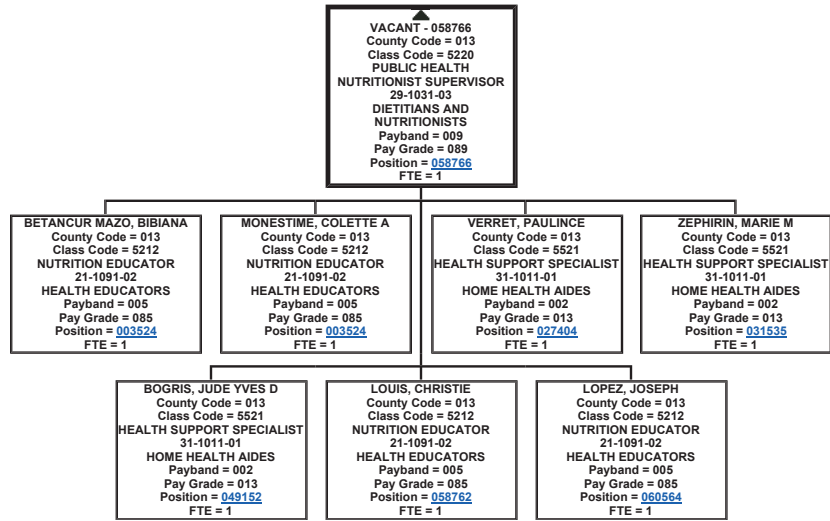 VACANT - 058766
County Code = 013
Class Code = 5220
PUBLIC HEALTH
NUTRITIONIST SUPERVISOR
29-1031-03
DIETITIANS AND
NUTRITIONISTS
Payband = 009
Pay Grade = 089
Position = 058766
FTE = 1
BETANCUR MAZO, BIBIANA
County Code = 013
Class Code = 5212
NUTRITION EDUCATOR
21-1091-02
HEALTH EDUCATORS
Payband = 005
Pay Grade = 085
Position = 003524
FTE = 1
MONESTIME, COLETTE A
County Code = 013
Class Code = 5212
NUTRITION EDUCATOR
21-1091-02
HEALTH EDUCATORS
Payband = 005
Pay Grade = 085
Position = 003524
FTE = 1
VERRET, PAULINCE
County Code = 013
Class Code = 5521
HEALTH SUPPORT SPECIALIST
31-1011-01
HOME HEALTH AIDES
Payband = 002
Pay Grade = 013
Position = 027404
FTE = 1
ZEPHIRIN, MARIE M
County Code = 013
Class Code = 5521
HEALTH SUPPORT SPECIALIST
31-1011-01
HOME HEALTH AIDES
Payband = 002
Pay Grade = 013
Position = 031535
FTE = 1
BOGRIS, JUDE YVES D
County Code = 013
Class Code = 5521
HEALTH SUPPORT SPECIALIST
31-1011-01
HOME HEALTH AIDES
Payband = 002
Pay Grade = 013
Position = 049152
FTE = 1
LOUIS, CHRISTIE
County Code = 013
Class Code = 5212
NUTRITION EDUCATOR
21-1091-02
HEALTH EDUCATORS
Payband = 005
Pay Grade = 085
Position = 058762
FTE = 1
LOPEZ, JOSEPH
County Code = 013
Class Code = 5212
NUTRITION EDUCATOR
21-1091-02
HEALTH EDUCATORS
Payband = 005
Pay Grade = 085
Position = 060564
FTE = 1